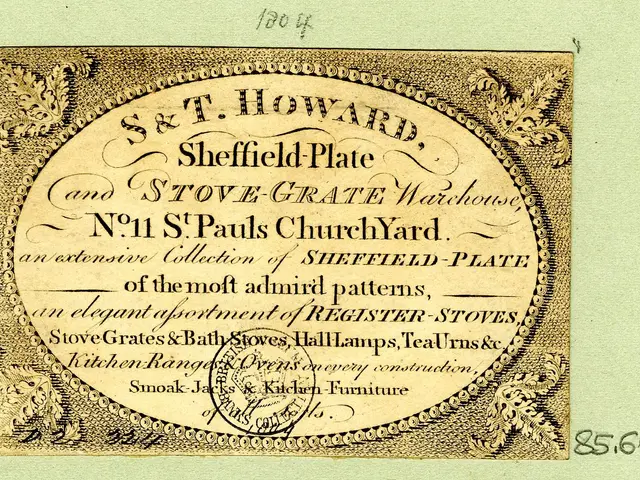 1804
S & T. HOWARD,
Sheffield-Plate
and STOVE-GRATE Warehouse,
No. 11 St. Pauls ChurchYard.
an extensive Collection of SHEFFIELD-PLATE
of the most admir'd patterns,
an elegant assortment of REGISTER-STOVES,
Stove Grates & Bath Stoves, Hall Lamps, Tea Urns &c.
Kitchen Ranges & Ovens on every construction,
Smoak-Jacks & Kitchen-Furniture
of
85.6